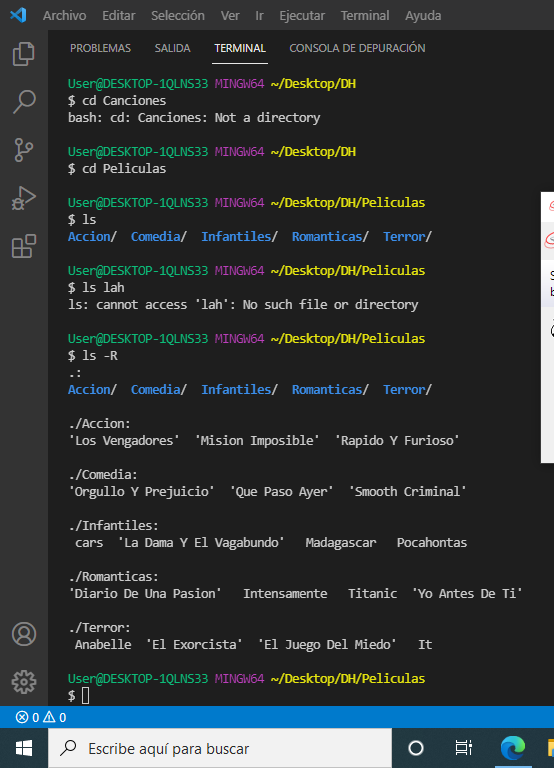 Archivo Editar Selección Ver Ir Ejecutar Terminal Ayuda
PROBLEMAS SALIDA TERMINAL CONSOLA DE DEPURACIÓN
User@DESKTOP-1QLNS33 MINGW64 ~/Desktop/DH
$ cd Canciones
bash: cd: Canciones: Not a directory
User@DESKTOP-1QLNS33 MINGW64 ~/Desktop/DH
$ cd Peliculas
User@DESKTOP-1QLNS33 MINGW64 ~/Desktop/DH/Peliculas
$ ls
Accion/ Comedia/ Infantiles/ Romanticas/ Terror/
User@DESKTOP-1QLNS33 MINGW64 ~/Desktop/DH/Peliculas
$ ls lah
ls: cannot access 'lah': No such file or directory
User@DESKTOP-1QLNS33 MINGW64 ~/Desktop/DH/Peliculas
$ ls -R
.:
Accion/ Comedia/ Infantiles/ Romanticas/ Terror/
./Accion:
'Los Vengadores' 'Mision Imposible' 'Rapido Y Furioso'
./Comedia:
'Orgullo Y Prejuicio' 'Que Paso Ayer' 'Smooth Criminal'
./Infantiles:
cars 'La Dama Y El Vagabundo' Madagascar Pocahontas
./Romanticas:
'Diario De Una Pasion' Intensamente Titanic 'Yo Antes De Ti'
./Terror:
Anabelle 'El Exorcista' 'El Juego Del Miedo' It
User@DESKTOP-1QLNS33 MINGW64 ~/Desktop/DH/Peliculas
$
0 0
Escribe aquí para buscar